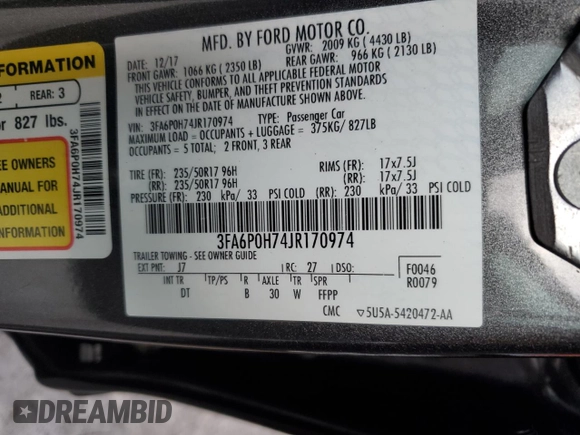 FORMATION
2 REAR: 3
or 827 lbs.
3FA6P0H74JR170974
SEE OWNERS
MANUAL FOR
ADDITIONAL
INFORMATION
MFD. BY FORD MOTOR CO.
12/17 GVWR: 2009 KG ( 4430 LB)
FRONT GAWR: 1066 KG ( 2350 LB) REAR GAWR: 966 KG ( 2130 LB)
THIS VEHICLE CONFORMS TO ALL APPLICABLE FEDERAL MOTOR
VEHICLE SAFETY, BUMPER, AND THEFT PREVENTION STANDARDS
IN EFFECT ON THE DATE OF MANUFACTURE SHOWN ABOVE.
VIN: 3FA6P0H74JR170974 TYPE: Passenger Car
MAXIMUM LOAD = OCCUPANTS + LUGGAGE = 375KG/ 827LB
OCCUPANTS = 5 TOTAL; 2 FRONT, 3 REAR
TIRE (FR): 235/50R17 96H RIMS (FR): 17x7.5J
(RR): 235/50R17 96H (RR): 17x7.5J
PRESSURE (FR): 230 kPa/ 33 PSI COLD (RR): 230 kPa/ 33 PSI COLD
3FA6P0H74JR170974
TRAILER TOWING - SEE OWNER GUIDE
EXT PNT: J7 RC: 27 DSO: F0046
INT TR TP/PS R AXLE TR SPR R0079
DT B 30 W FFPP
CMC ▽5U5A-5420472-AA
DREAMBID